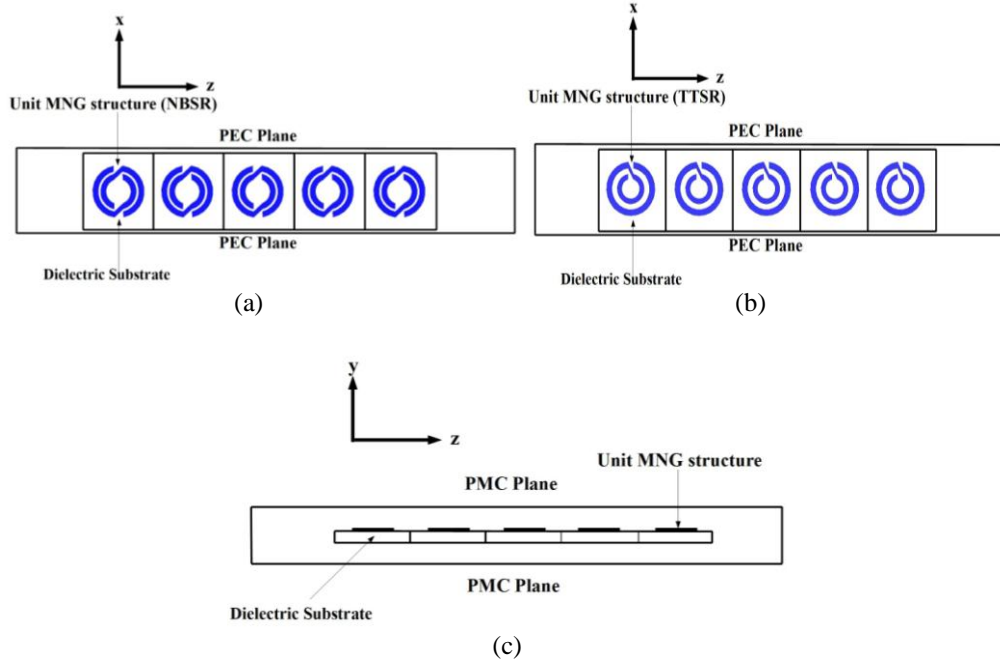 x
z
Unit MNG structure (NBSR)
PEC Plane
PEC Plane
Dielectric Substrate
(a)
x
z
Unit MNG structure (TTSR)
PEC Plane
PEC Plane
Dielectric Substrate
(b)
y
z
Unit MNG structure
PMC Plane
PMC Plane
Dielectric Substrate
(c)